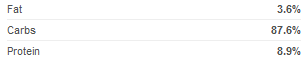 Fat 3.6%
Carbs 87.6%
Protein 8.9%